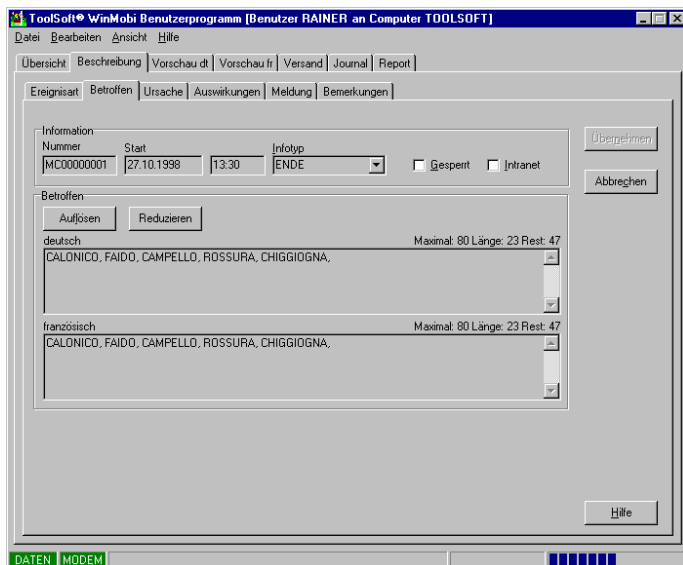 ToolSoft® WinMobi Benutzerprogramm [Benutzer RAINER an Computer TOOLSOFT]
Datei Bearbeiten Ansicht Hilfe
Übersicht Beschreibung Vorschau dt Vorschau fr Versand Journal Report
Ereignisart Betroffen Ursache Auswirkungen Meldung Bemerkungen
Information
Nummer Start Infotyp
MC00000001 27.10.1998 13:30 ENDE Gesperrt Intranet
Übernehmen
Abbrechen
Betroffen
Auflösen Reduzieren
deutsch Maximal: 80 Länge: 23 Rest: 47
CALONICO, FAIDO, CAMPELLO, ROSSURA, CHIGGIOGNA,
französisch Maximal: 80 Länge: 23 Rest: 47
CALONICO, FAIDO, CAMPELLO, ROSSURA, CHIGGIOGNA,
Hilfe
DATEN MODEM